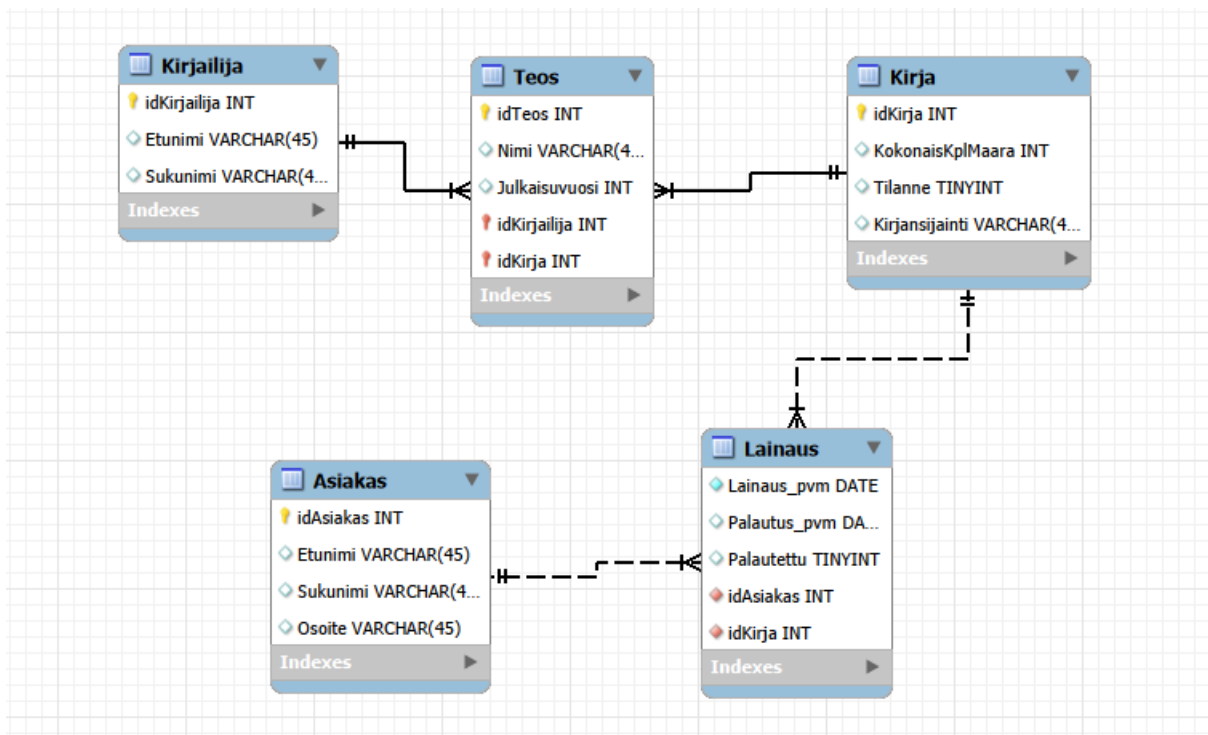 Kirjailija
idKirjailija INT
Etunimi VARCHAR(45)
Sukunimi VARCHAR(4...
Indexes
Teos
idTeos INT
Nimi VARCHAR(4...
Julkaisuvuosi INT
idKirjailija INT
idKirja INT
Indexes
Kirja
idKirja INT
KokonaisKplMaara INT
Tilanne TINYINT
Kirjansijainti VARCHAR(4...
Indexes
Asiakas
idAsiakas INT
Etunimi VARCHAR(45)
Sukunimi VARCHAR(4...
Osoite VARCHAR(45)
Indexes
Lainaus
Lainaus_pvm DATE
Palautus_pvm DA...
Palautettu TINYINT
idAsiakas INT
idKirja INT
Indexes